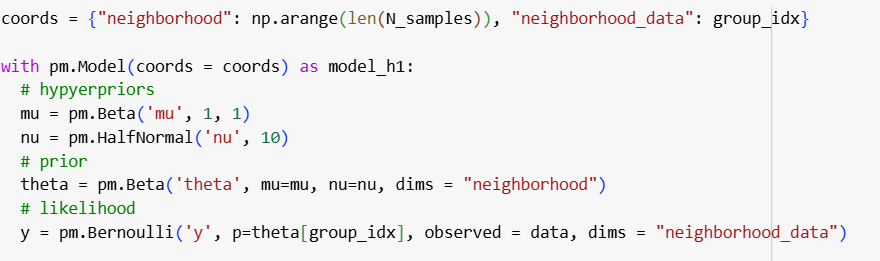 coords = {"neighborhood": np.arange(len(N_samples)), "neighborhood_data": group_idx}
with pm.Model(coords = coords) as model_h1:
# hypyerpriors
mu = pm.Beta('mu', 1, 1)
nu = pm.HalfNormal('nu', 10)
# prior
theta = pm.Beta('theta', mu=mu, nu=nu, dims = "neighborhood")
# likelihood
y = pm.Bernoulli('y', p=theta[group_idx], observed = data, dims = "neighborhood_data")